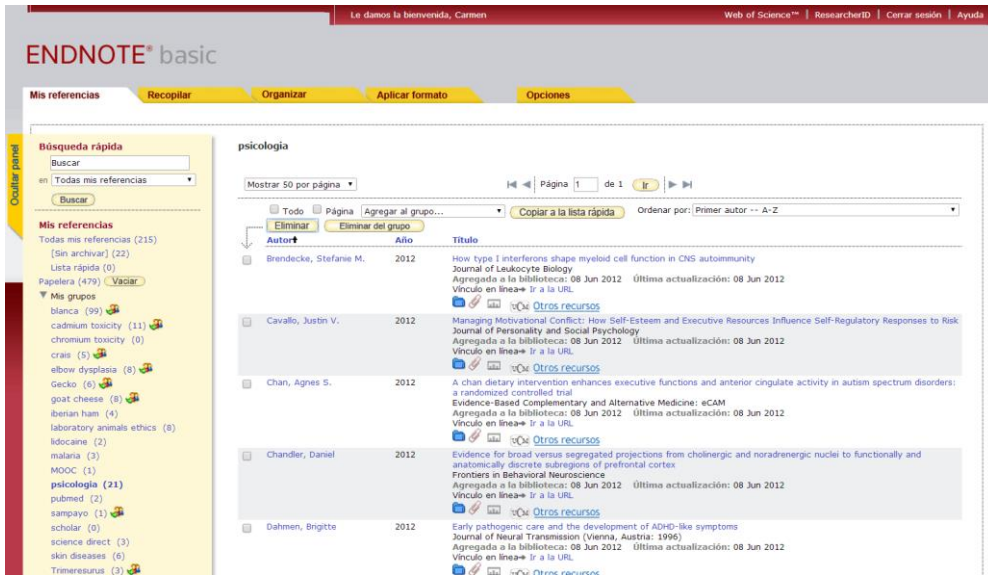 Le damos la bienvenida, Carmen
Web of Science™ | ResearcherID | Cerrar sesión | Ayuda
ENDNOTE® basic
Mis referencias
Recopilar
Organizar
Aplicar formato
Opciones
Ocultar panel
Búsqueda rápida
Buscar
en Todas mis referencias
Buscar
Mis referencias
Todas mis referencias (215)
[Sin archivar] (22)
Lista rápida (0)
Papelera (479) Vaciar
Mis grupos
blanca (99)
cadmium toxicity (11)
chromium toxicity (0)
crais (5)
elbow dysplasia (8)
Gecko (6)
goat cheese (8)
iberian ham (4)
laboratory animals ethics (8)
lidocaine (2)
malaria (3)
MOOC (1)
psicologia (21)
pubmed (2)
sampayo (1)
scholar (0)
science direct (3)
skin diseases (6)
Trimeresurus (3)
psicologia
Mostrar 50 por página
Página 1 de 1 Ir
Todo Página Agregar al grupo... Copiar a la lista rápida Ordenar por: Primer autor -- A-Z
Eliminar Eliminar del grupo
Autor Año Título
Brendecke, Stefanie M. 2012 How type I interferons shape myeloid cell function in CNS autoimmunity
Journal of Leukocyte Biology
Agregada a la biblioteca: 08 Jun 2012 Última actualización: 08 Jun 2012
Vínculo en línea➔ Ir a la URL
Otros recursos
Cavallo, Justin V. 2012 Managing Motivational Conflict: How Self-Esteem and Executive Resources Influence Self-Regulatory Responses to Risk
Journal of Personality and Social Psychology
Agregada a la biblioteca: 08 Jun 2012 Última actualización: 08 Jun 2012
Vínculo en línea➔ Ir a la URL
Otros recursos
Chan, Agnes S. 2012 A chan dietary intervention enhances executive functions and anterior cingulate activity in autism spectrum disorders:
a randomized controlled trial
Evidence-Based Complementary and Alternative Medicine: eCAM
Agregada a la biblioteca: 08 Jun 2012 Última actualización: 08 Jun 2012
Vínculo en línea➔ Ir a la URL
Otros recursos
Chandler, Daniel 2012 Evidence for broad versus segregated projections from cholinergic and noradrenergic nuclei to functionally and
anatomically discrete subregions of prefrontal cortex
Frontiers in Behavioral Neuroscience
Agregada a la biblioteca: 08 Jun 2012 Última actualización: 08 Jun 2012
Vínculo en línea➔ Ir a la URL
Otros recursos
Dahmen, Brigitte 2012 Early pathogenic care and the development of ADHD-like symptoms
Journal of Neural Transmission (Vienna, Austria: 1996)
Agregada a la biblioteca: 08 Jun 2012 Última actualización: 08 Jun 2012
Vínculo en línea➔ Ir a la URL
Otros recursos